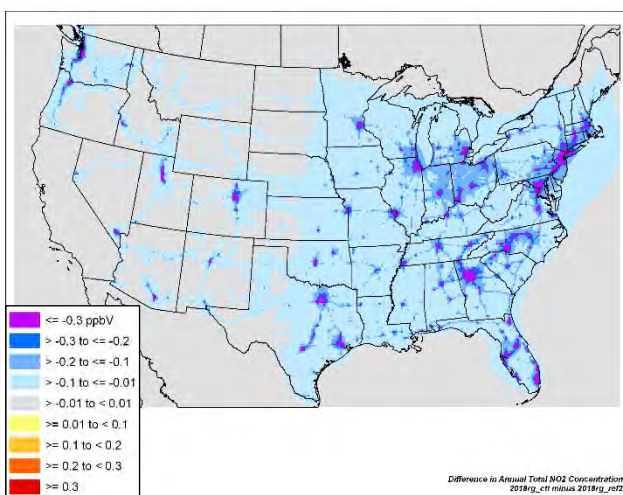 <= -0.3 ppbV
> -0.3 to <= -0.2
> -0.2 to <= -0.1
> -0.1 to <= -0.01
> -0.01 to < 0.01
>= 0.01 to < 0.1
>= 0.1 to < 0.2
>= 0.2 to < 0.3
>= 0.3
Difference in Annual Total NO2 Concentration
2018rg_ctl minus 2018rg_ref2